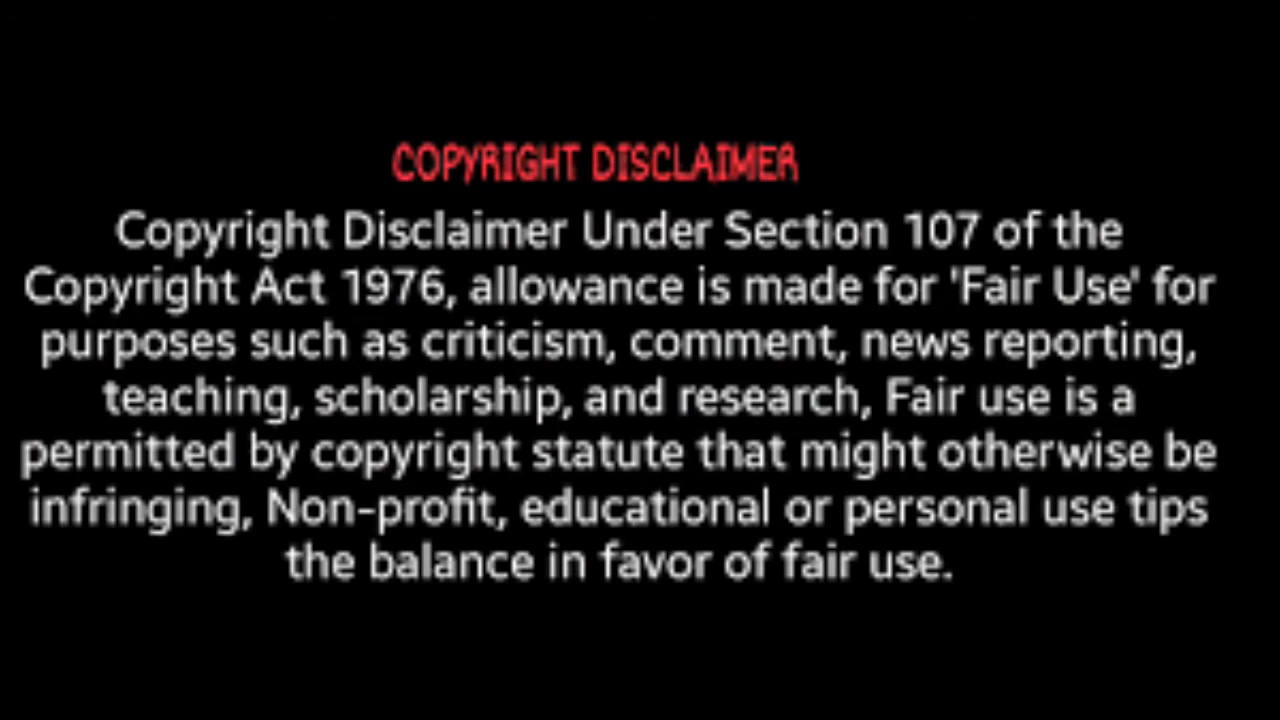 COPYRIGHT DISCLAIMER
Copyright Disclaimer Under Section 107 of the
Copyright Act 1976, allowance is made for 'Fair Use' for
purposes such as criticism, comment, news reporting,
teaching, scholarship, and research, Fair use is a
permitted by copyright statute that might otherwise be
infringing, Non-profit, educational or personal use tips
the balance in favor of fair use.